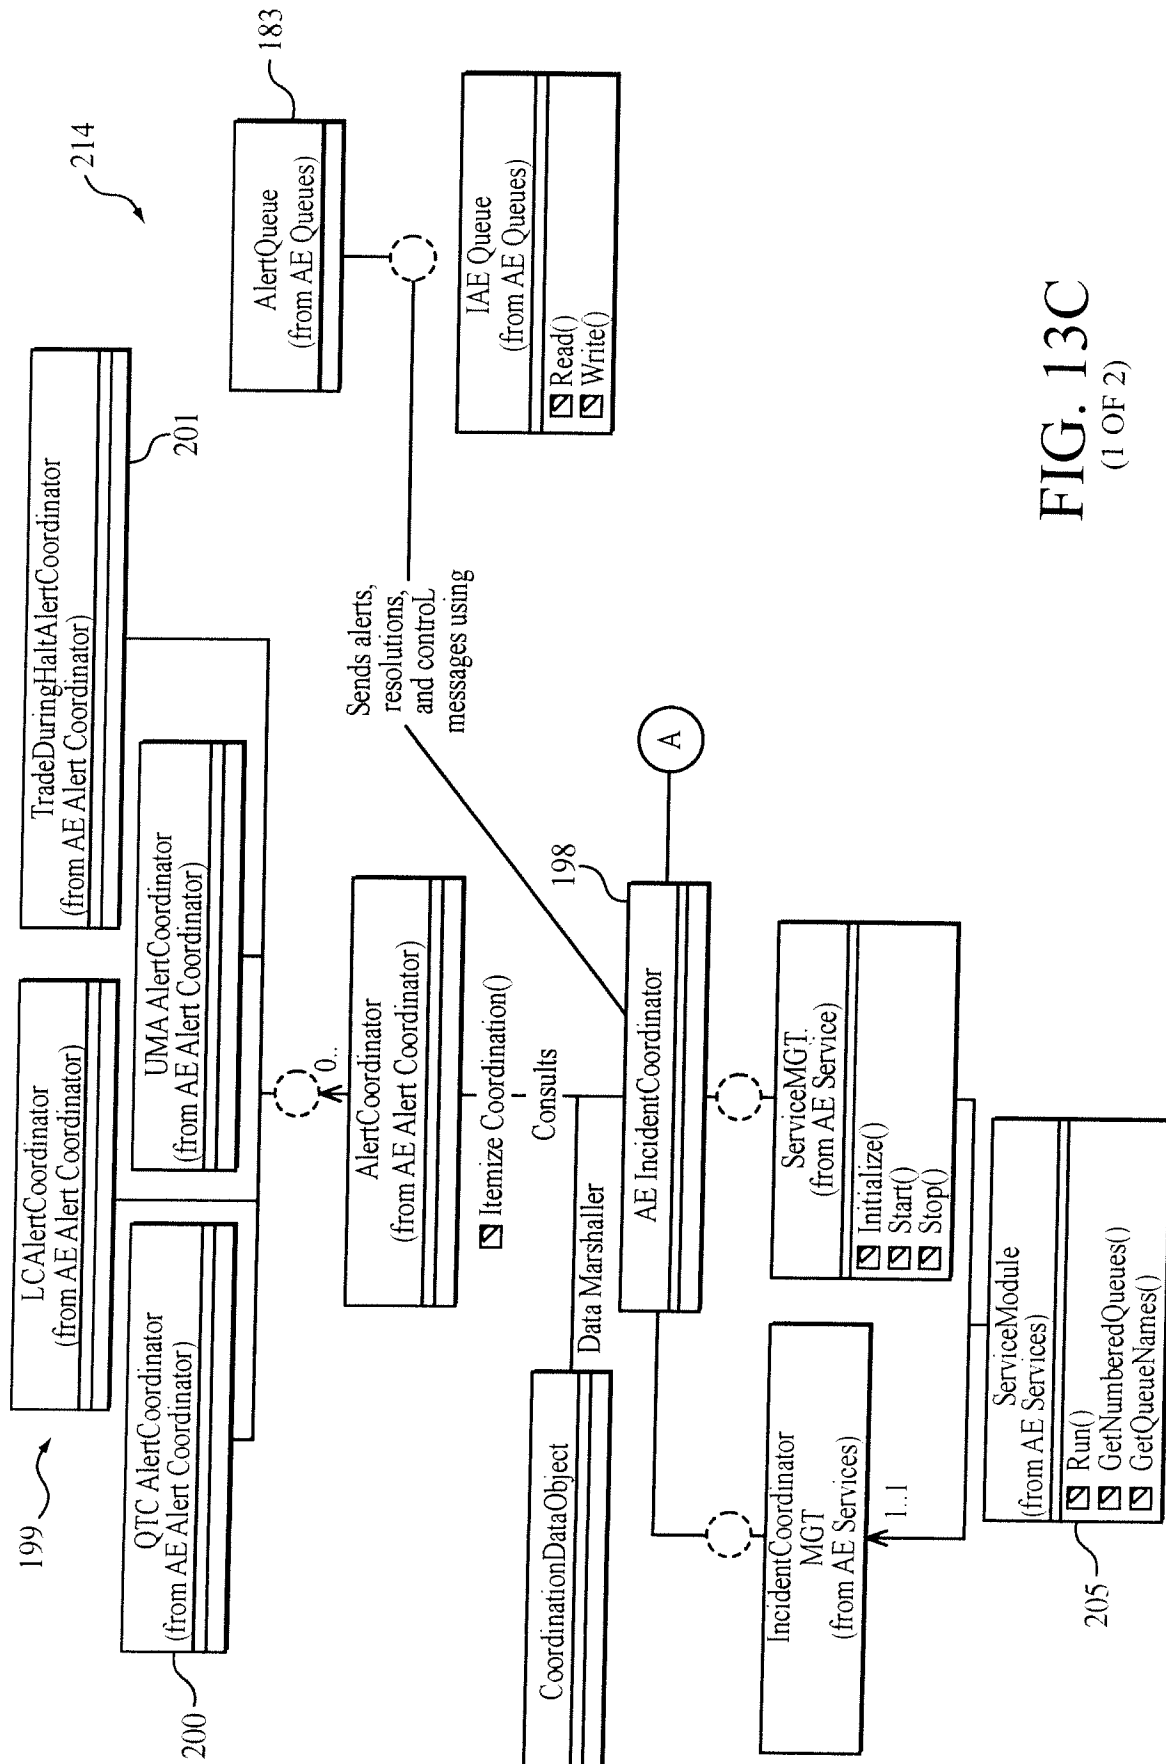 199
LCAlertCoordinator
(from AE Alert Coordinator)
TradeDuringHaltAlertCoordinator
(from AE Alert Coordinator)
214
200
QTC AlertCoordinator
(from AE Alert Coordinator)
UMAAlertCoordinator
(from AE Alert Coordinator)
201
183
AlertQueue
(from AE Queues)
0..
AlertCoordinator
(from AE Alert Coordinator)
Itemize Coordination()
Consults
Sends alerts,
resolutions,
and controL
messages using
IAE Queue
(from AE Queues)
Read()
Write()
CoordinationDataObject
Data Marshaller
198
AE IncidentCoordinator
A
IncidentCoordinator
MGT
(from AE Services)
ServiceMGT.
(from AE Service)
Initialize()
Start()
Stop()
1..1
205
ServiceModule
(from AE Services)
Run()
GetNumberedQueues()
GetQueueNames()
FIG. 13C
(1 OF 2)